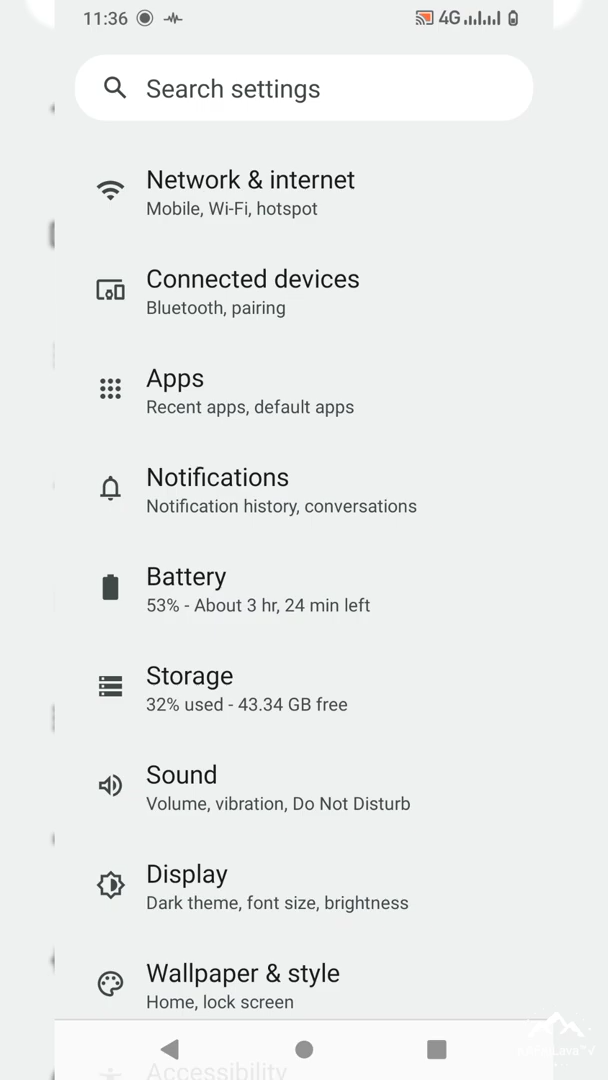 11:36
4G
Search settings
Network & internet
Mobile, Wi-Fi, hotspot
Connected devices
Bluetooth, pairing
Apps
Recent apps, default apps
Notifications
Notification history, conversations
Battery
53% - About 3 hr, 24 min left
Storage
32% used - 43.34 GB free
Sound
Volume, vibration, Do Not Disturb
Display
Dark theme, font size, brightness
Wallpaper & style
Home, lock screen
Accessibility